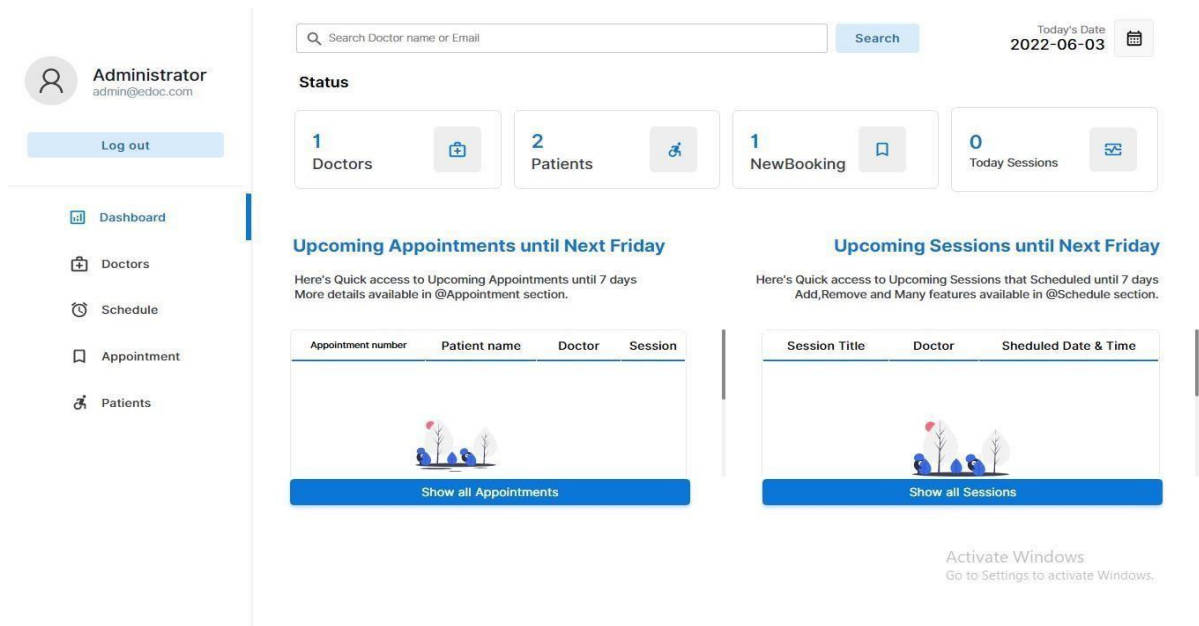 Administrator
admin@edoc.com
Log out
Dashboard
Doctors
Schedule
Appointment
Patients
Search Doctor name or Email
Search
Today's Date
2022-06-03
Status
1
Doctors
2
Patients
1
NewBooking
0
Today Sessions
Upcoming Appointments until Next Friday
Here's Quick access to Upcoming Appointments until 7 days
More details available in @Appointment section.
Appointment number Patient name Doctor Session
Show all Appointments
Upcoming Sessions until Next Friday
Here's Quick access to Upcoming Sessions that Scheduled until 7 days
Add,Remove and Many features available in @Schedule section.
Session Title Doctor Sheduled Date & Time
Show all Sessions
Activate Windows
Go to Settings to activate Windows.